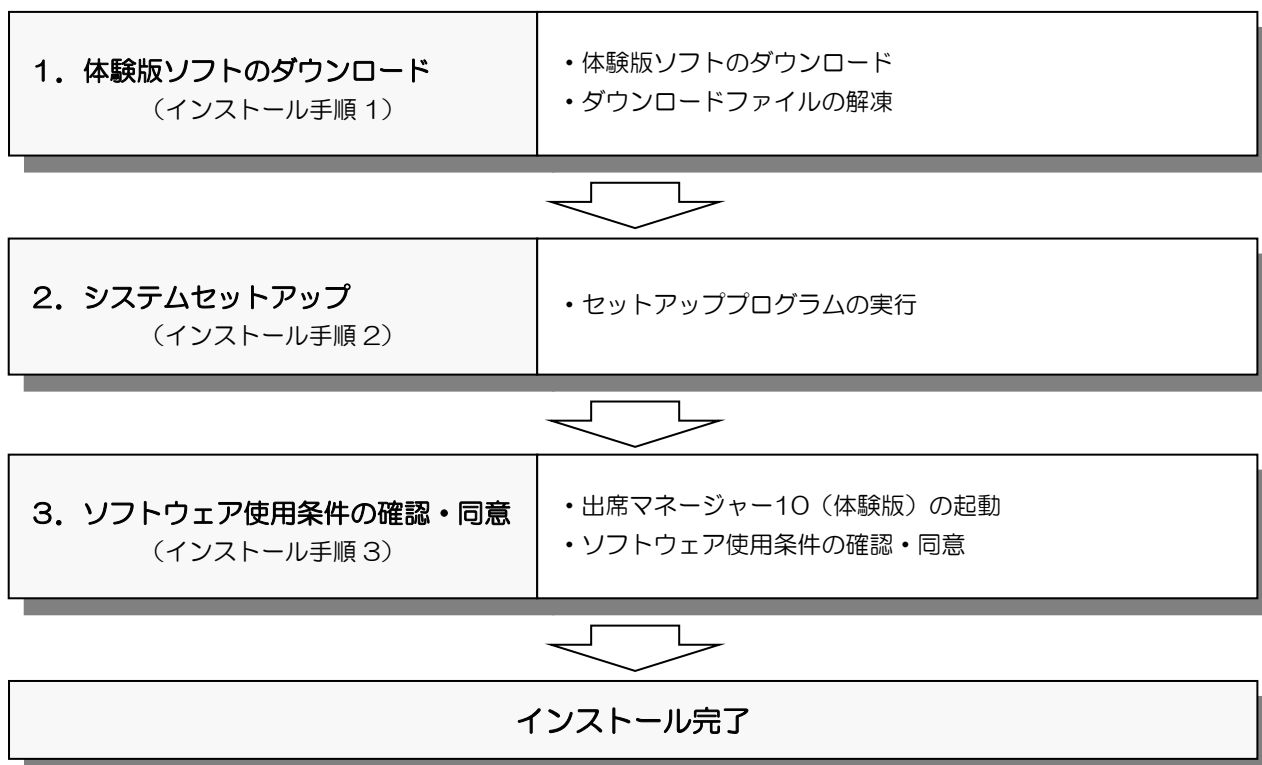 1．体験版ソフトのダウンロード
（インストール手順 1）
・体験版ソフトのダウンロード
・ダウンロードファイルの解凍
2．システムセットアップ
（インストール手順 2）
・セットアッププログラムの実行
3．ソフトウェア使用条件の確認・同意
（インストール手順 3）
・出席マネージャー10（体験版）の起動
・ソフトウェア使用条件の確認・同意
インストール完了